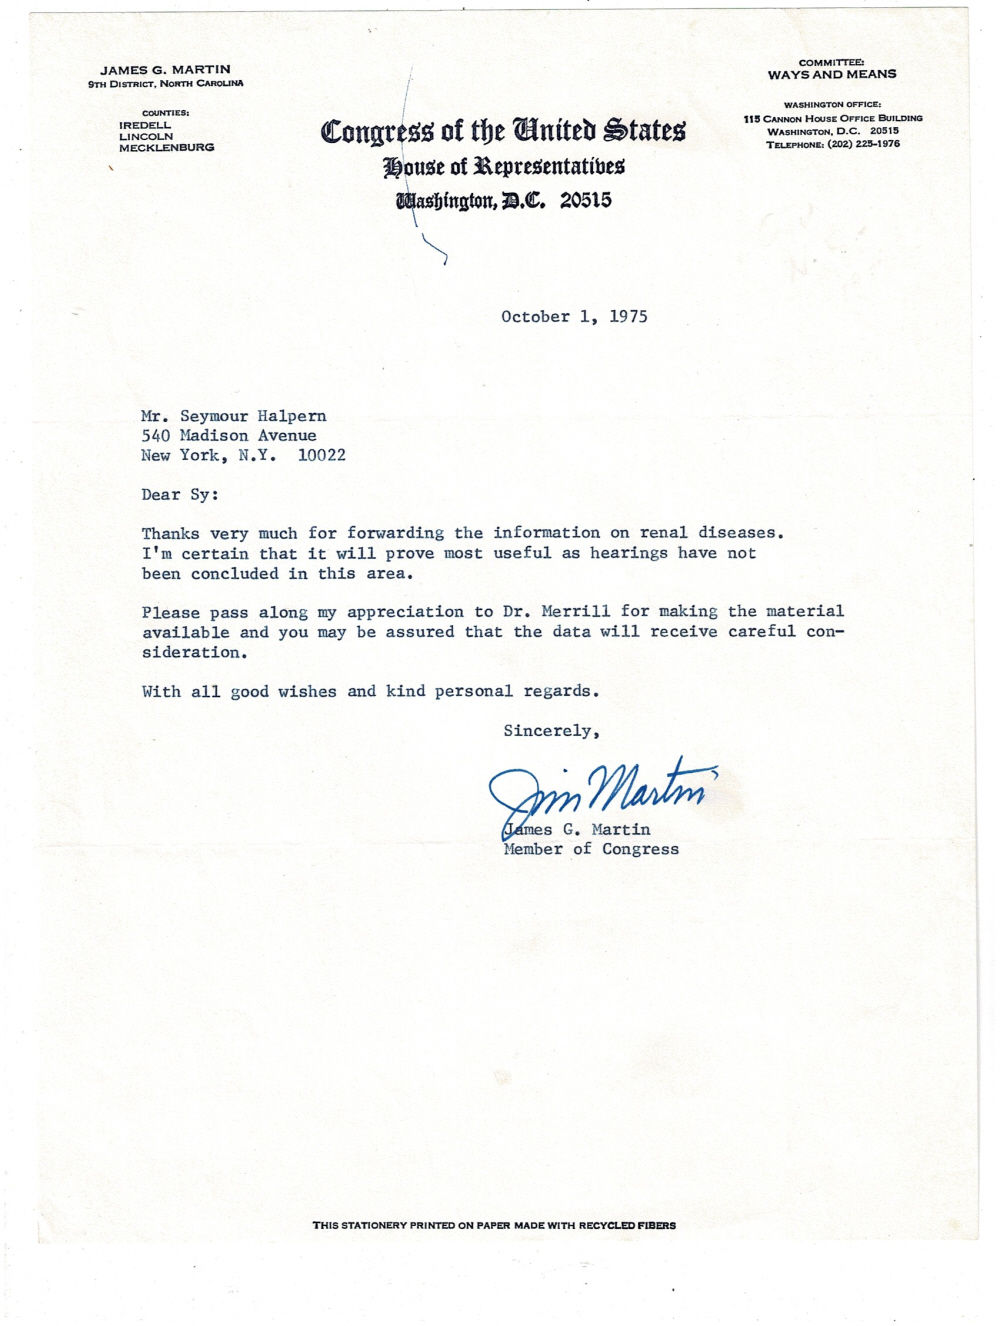 JAMES G. MARTIN
9TH DISTRICT, NORTH CAROLINA
COUNTIES:
IREDELL
LINCOLN
MECKLENBURG
COMMITTEE:
WAYS AND MEANS
WASHINGTON OFFICE:
115 CANNON HOUSE OFFICE BUILDING
WASHINGTON, D.C. 20515
TELEPHONE: (202) 225-1976
Congress of the United States
House of Representatives
Washington, D.C. 20515
October 1, 1975
Mr. Seymour Halpern
540 Madison Avenue
New York, N.Y. 10022
Dear Sy:
Thanks very much for forwarding the information on renal diseases.
I'm certain that it will prove most useful as hearings have not
been concluded in this area.
Please pass along my appreciation to Dr. Merrill for making the material
available and you may be assured that the data will receive careful con-
sideration.
With all good wishes and kind personal regards.
Sincerely,
Jim Martin
James G. Martin
Member of Congress
THIS STATIONERY PRINTED ON PAPER MADE WITH RECYCLED FIBERS